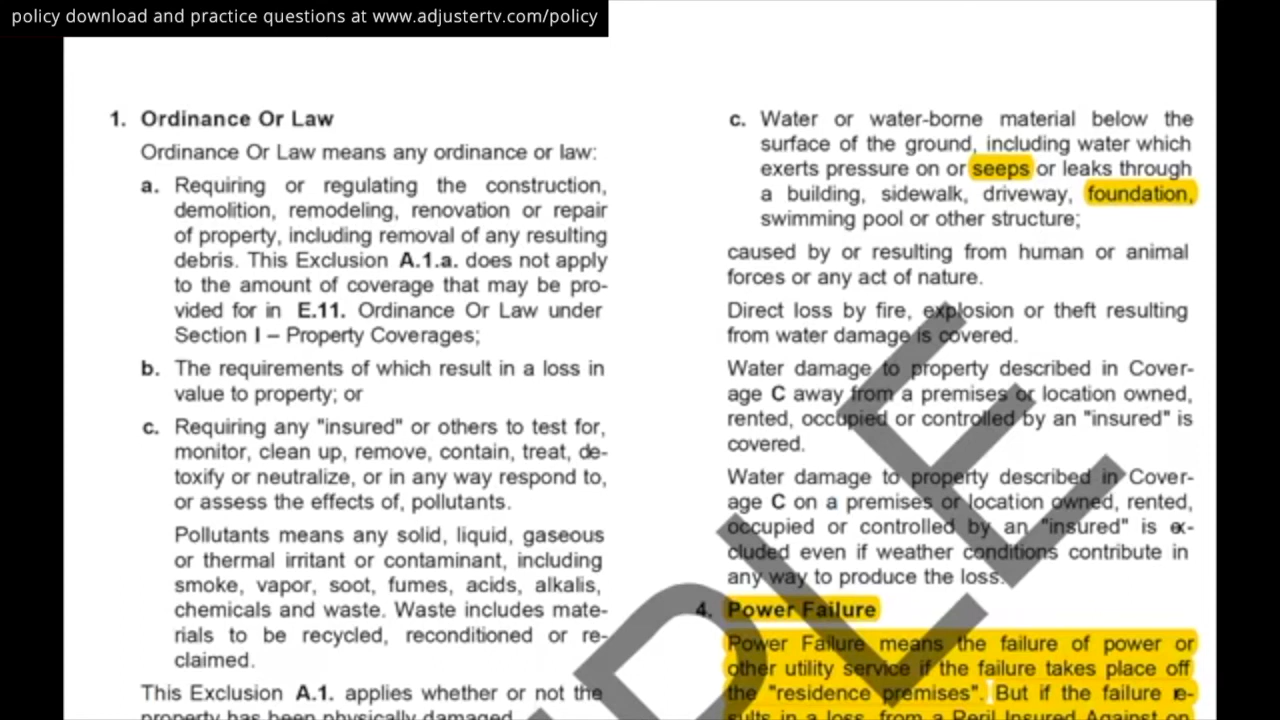 policy download and practice questions at www.adjustertv.com/policy
1. Ordinance Or Law
Ordinance Or Law means any ordinance or law:
a. Requiring or regulating the construction,
demolition, remodeling, renovation or repair
of property, including removal of any resulting
debris. This Exclusion A.1.a. does not apply
to the amount of coverage that may be pro-
vided for in E.11. Ordinance Or Law under
Section I – Property Coverages;
b. The requirements of which result in a loss in
value to property; or
c. Requiring any "insured" or others to test for,
monitor, clean up, remove, contain, treat, de-
toxify or neutralize, or in any way respond to,
or assess the effects of, pollutants.
Pollutants means any solid, liquid, gaseous
or thermal irritant or contaminant, including
smoke, vapor, soot, fumes, acids, alkalis,
chemicals and waste. Waste includes mate-
rials to be recycled, reconditioned or re-
claimed.
This Exclusion A.1. applies whether or not the
property has been physically damaged.
c. Water or water-borne material below the
surface of the ground, including water which
exerts pressure on or seeps or leaks through
a building, sidewalk, driveway, foundation,
swimming pool or other structure;
caused by or resulting from human or animal
forces or any act of nature.
Direct loss by fire, explosion or theft resulting
from water damage is covered.
Water damage to property described in Cover-
age C away from a premises or location owned,
rented, occupied or controlled by an "insured" is
covered.
Water damage to property described in Cover-
age C on a premises or location owned, rented,
occupied or controlled by an "insured" is ex-
cluded even if weather conditions contribute in
any way to produce the loss.
4. Power Failure
Power Failure means the failure of power or
other utility service if the failure takes place off
the "residence premises". But if the failure re-
sults in a loss, from a Peril Insured Against on